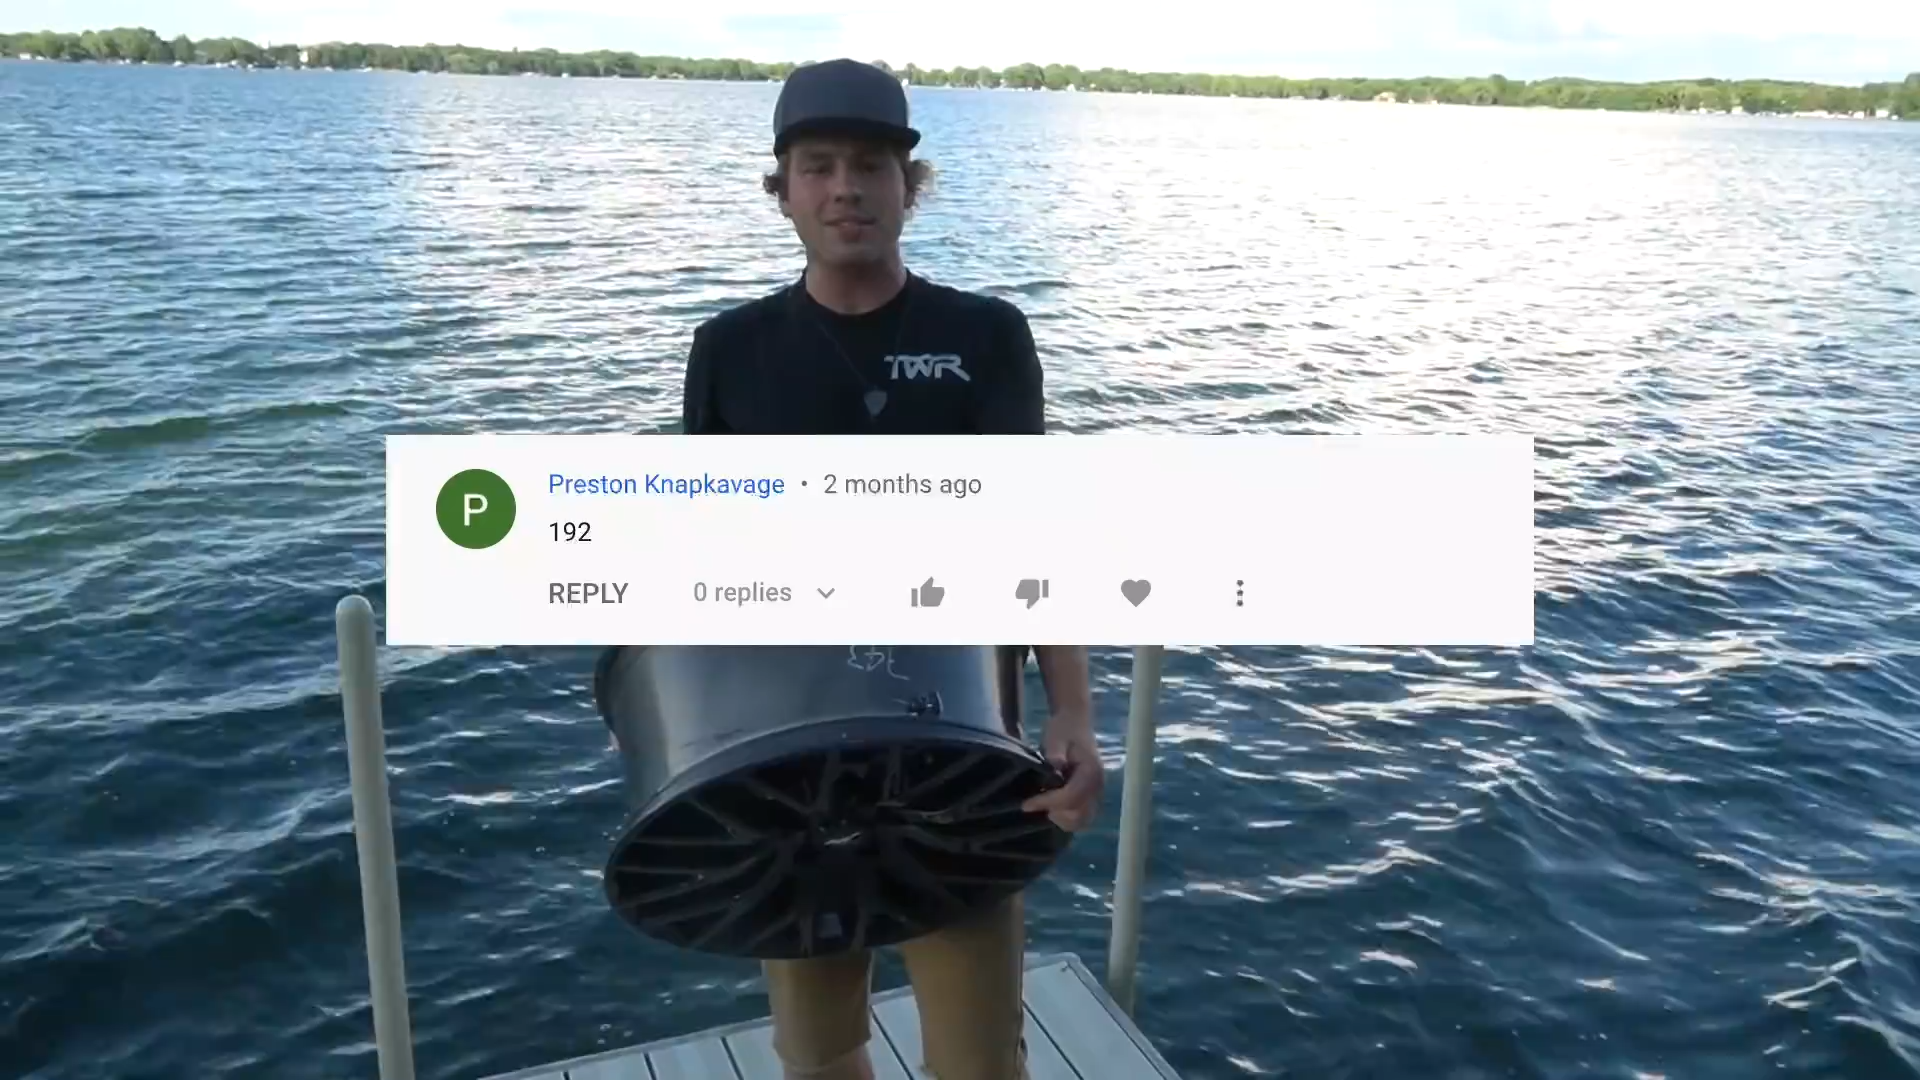 TWR
P
Preston Knapkavage • 2 months ago
192
REPLY
0 replies